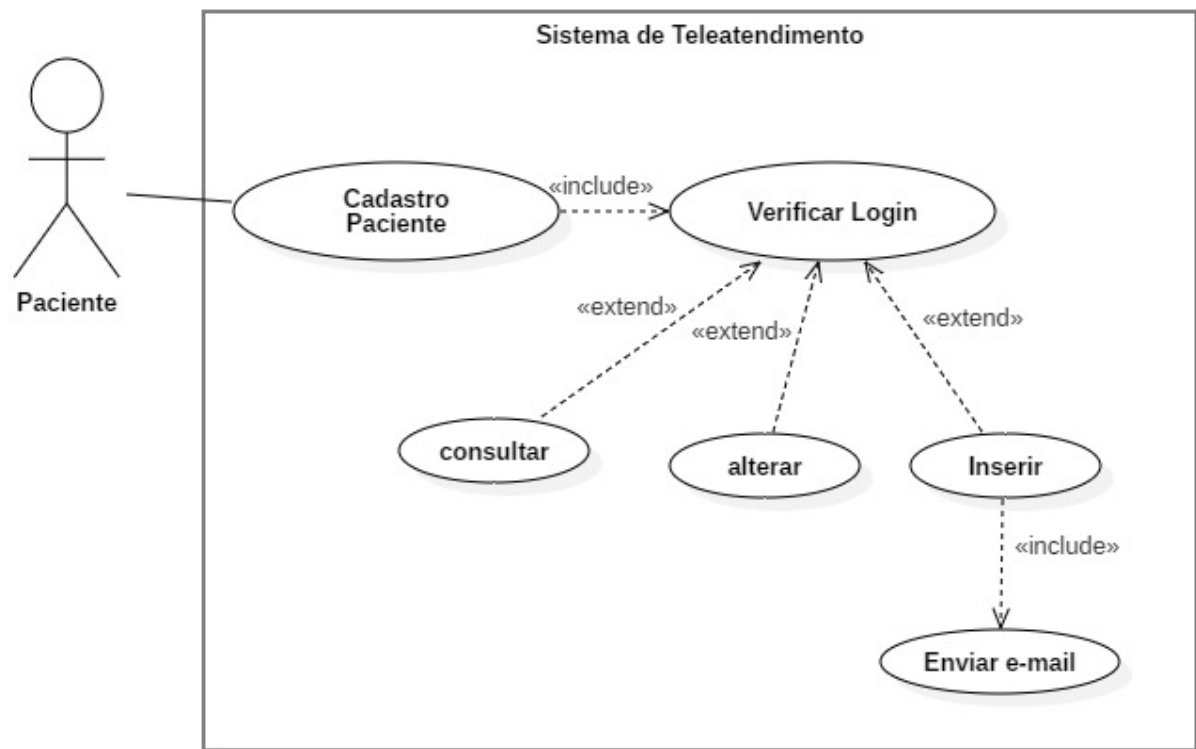 Sistema de Teleatendimento
Paciente
Cadastro
Paciente
«include»
Verificar Login
«extend»
«extend»
«extend»
consultar
alterar
Inserir
«include»
Enviar e-mail